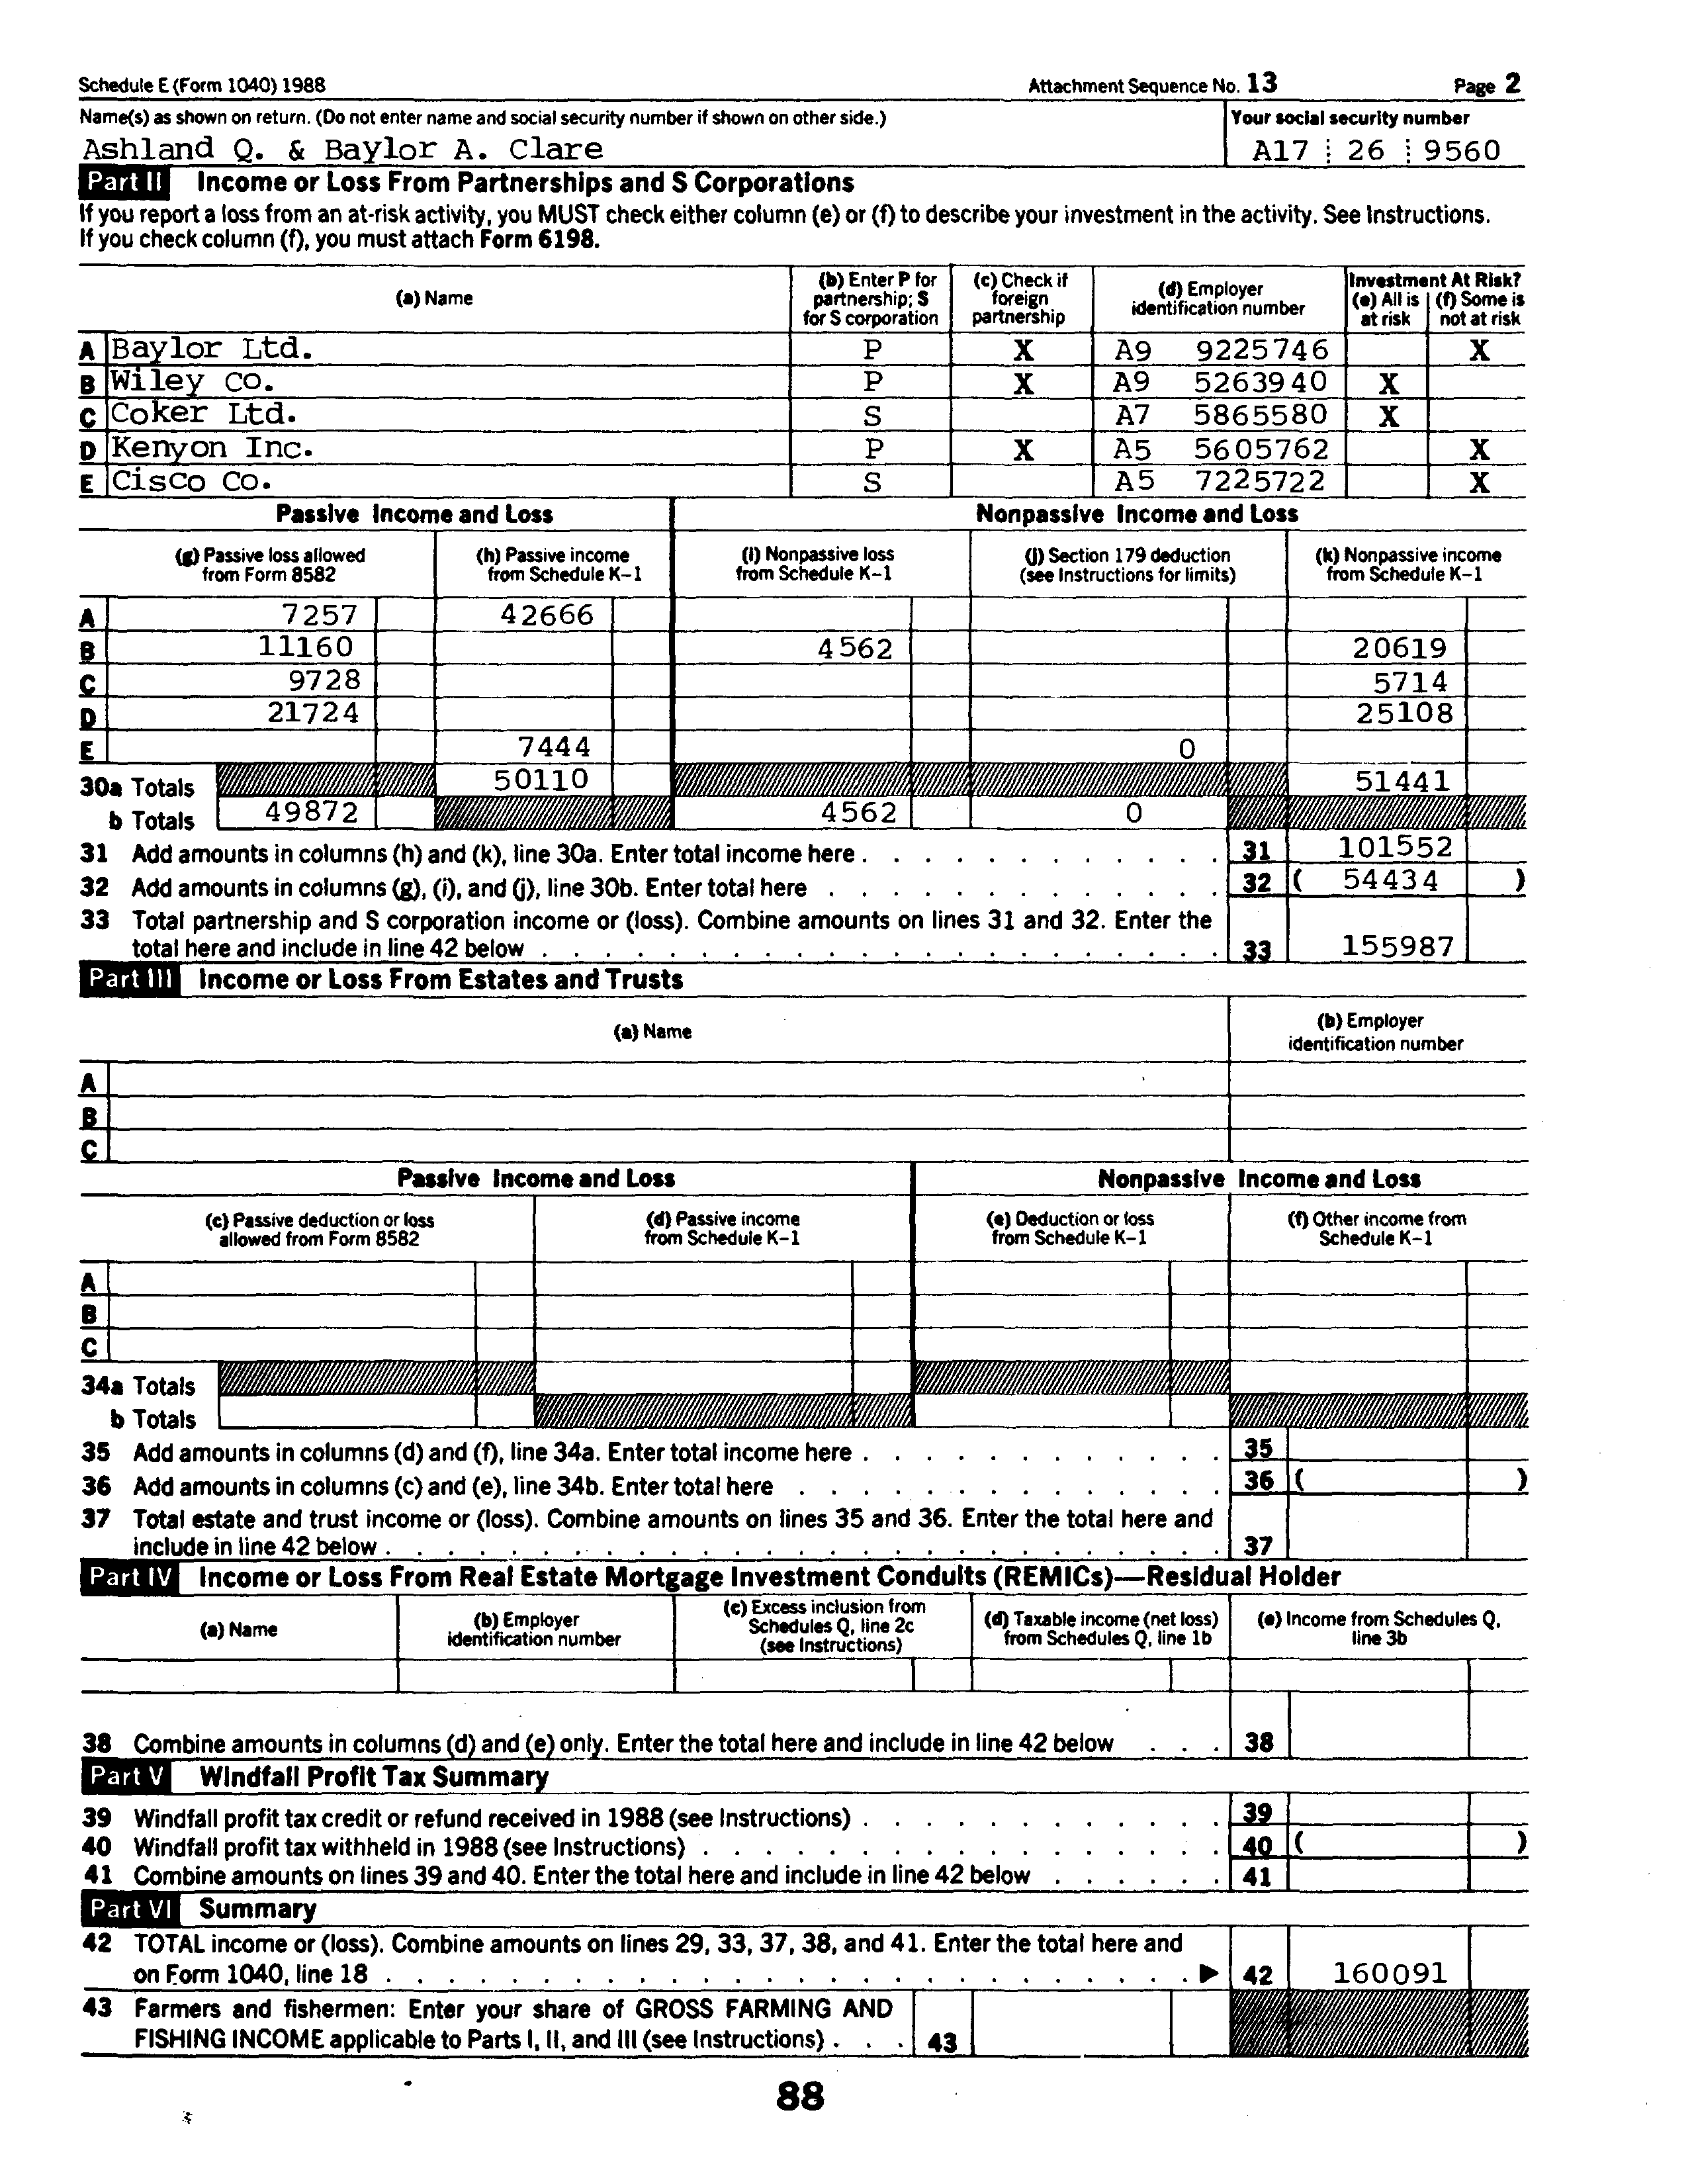 Schedule E (Form 1040) 1988 Attachment Sequence No. 13 Page 2
Name(s) as shown on return. (Do not enter name and social security number if shown on other side.) Your social security number
Ashland Q. & Baylor A. Clare A17 26 9560
Part II Income or Loss From Partnerships and S Corporations
If you report a loss from an at-risk activity, you MUST check either column (e) or (f) to describe your investment in the activity. See Instructions.
If you check column (f), you must attach Form 6198.
(a) Name (b) Enter P for partnership; S for S corporation (c) Check if foreign partnership (d) Employer identification number Investment At Risk? (e) All is at risk (f) Some is not at risk
A Baylor Ltd. P X A9 9225746 X
B Wiley Co. P X A9 5263940 X
C Coker Ltd. S A7 5865580 X
D Kenyon Inc. P X A5 5605762 X
E Cisco Co. S A5 7225722 X
Passive Income and Loss Nonpassive Income and Loss
(g) Passive loss allowed from Form 8582 (h) Passive income from Schedule K-1 (i) Nonpassive loss from Schedule K-1 (j) Section 179 deduction (see Instructions for limits) (k) Nonpassive income from Schedule K-1
A 7257 42666
B 11160 4562 20619
C 9728 5714
D 21724 25108
E 7444 0
30a Totals 50110 51441
b Totals 49872 4562 0
31 Add amounts in columns (h) and (k), line 30a. Enter total income here 31 101552
32 Add amounts in columns (g), (i), and (j), line 30b. Enter total here 32 ( 54434 )
33 Total partnership and S corporation income or (loss). Combine amounts on lines 31 and 32. Enter the
total here and include in line 42 below 33 155987
Part III Income or Loss From Estates and Trusts
(a) Name (b) Employer identification number
A
B
C
Passive Income and Loss Nonpassive Income and Loss
(c) Passive deduction or loss allowed from Form 8582 (d) Passive income from Schedule K-1 (e) Deduction or loss from Schedule K-1 (f) Other income from Schedule K-1
A
B
C
34a Totals
b Totals
35 Add amounts in columns (d) and (f), line 34a. Enter total income here 35
36 Add amounts in columns (c) and (e), line 34b. Enter total here 36 ( )
37 Total estate and trust income or (loss). Combine amounts on lines 35 and 36. Enter the total here and
include in line 42 below 37
Part IV Income or Loss From Real Estate Mortgage Investment Conduits (REMICs)—Residual Holder
(a) Name (b) Employer identification number (c) Excess inclusion from Schedules Q, line 2c (see Instructions) (d) Taxable income (net loss) from Schedules Q, line 1b (e) Income from Schedules Q, line 3b
38 Combine amounts in columns (d) and (e) only. Enter the total here and include in line 42 below 38
Part V Windfall Profit Tax Summary
39 Windfall profit tax credit or refund received in 1988 (see Instructions) 39
40 Windfall profit tax withheld in 1988 (see Instructions) 40 ( )
41 Combine amounts on lines 39 and 40. Enter the total here and include in line 42 below 41
Part VI Summary
42 TOTAL income or (loss). Combine amounts on lines 29, 33, 37, 38, and 41. Enter the total here and
on Form 1040, line 18 42 160091
43 Farmers and fishermen: Enter your share of GROSS FARMING AND
FISHING INCOME applicable to Parts I, II, and III (see Instructions) 43
88